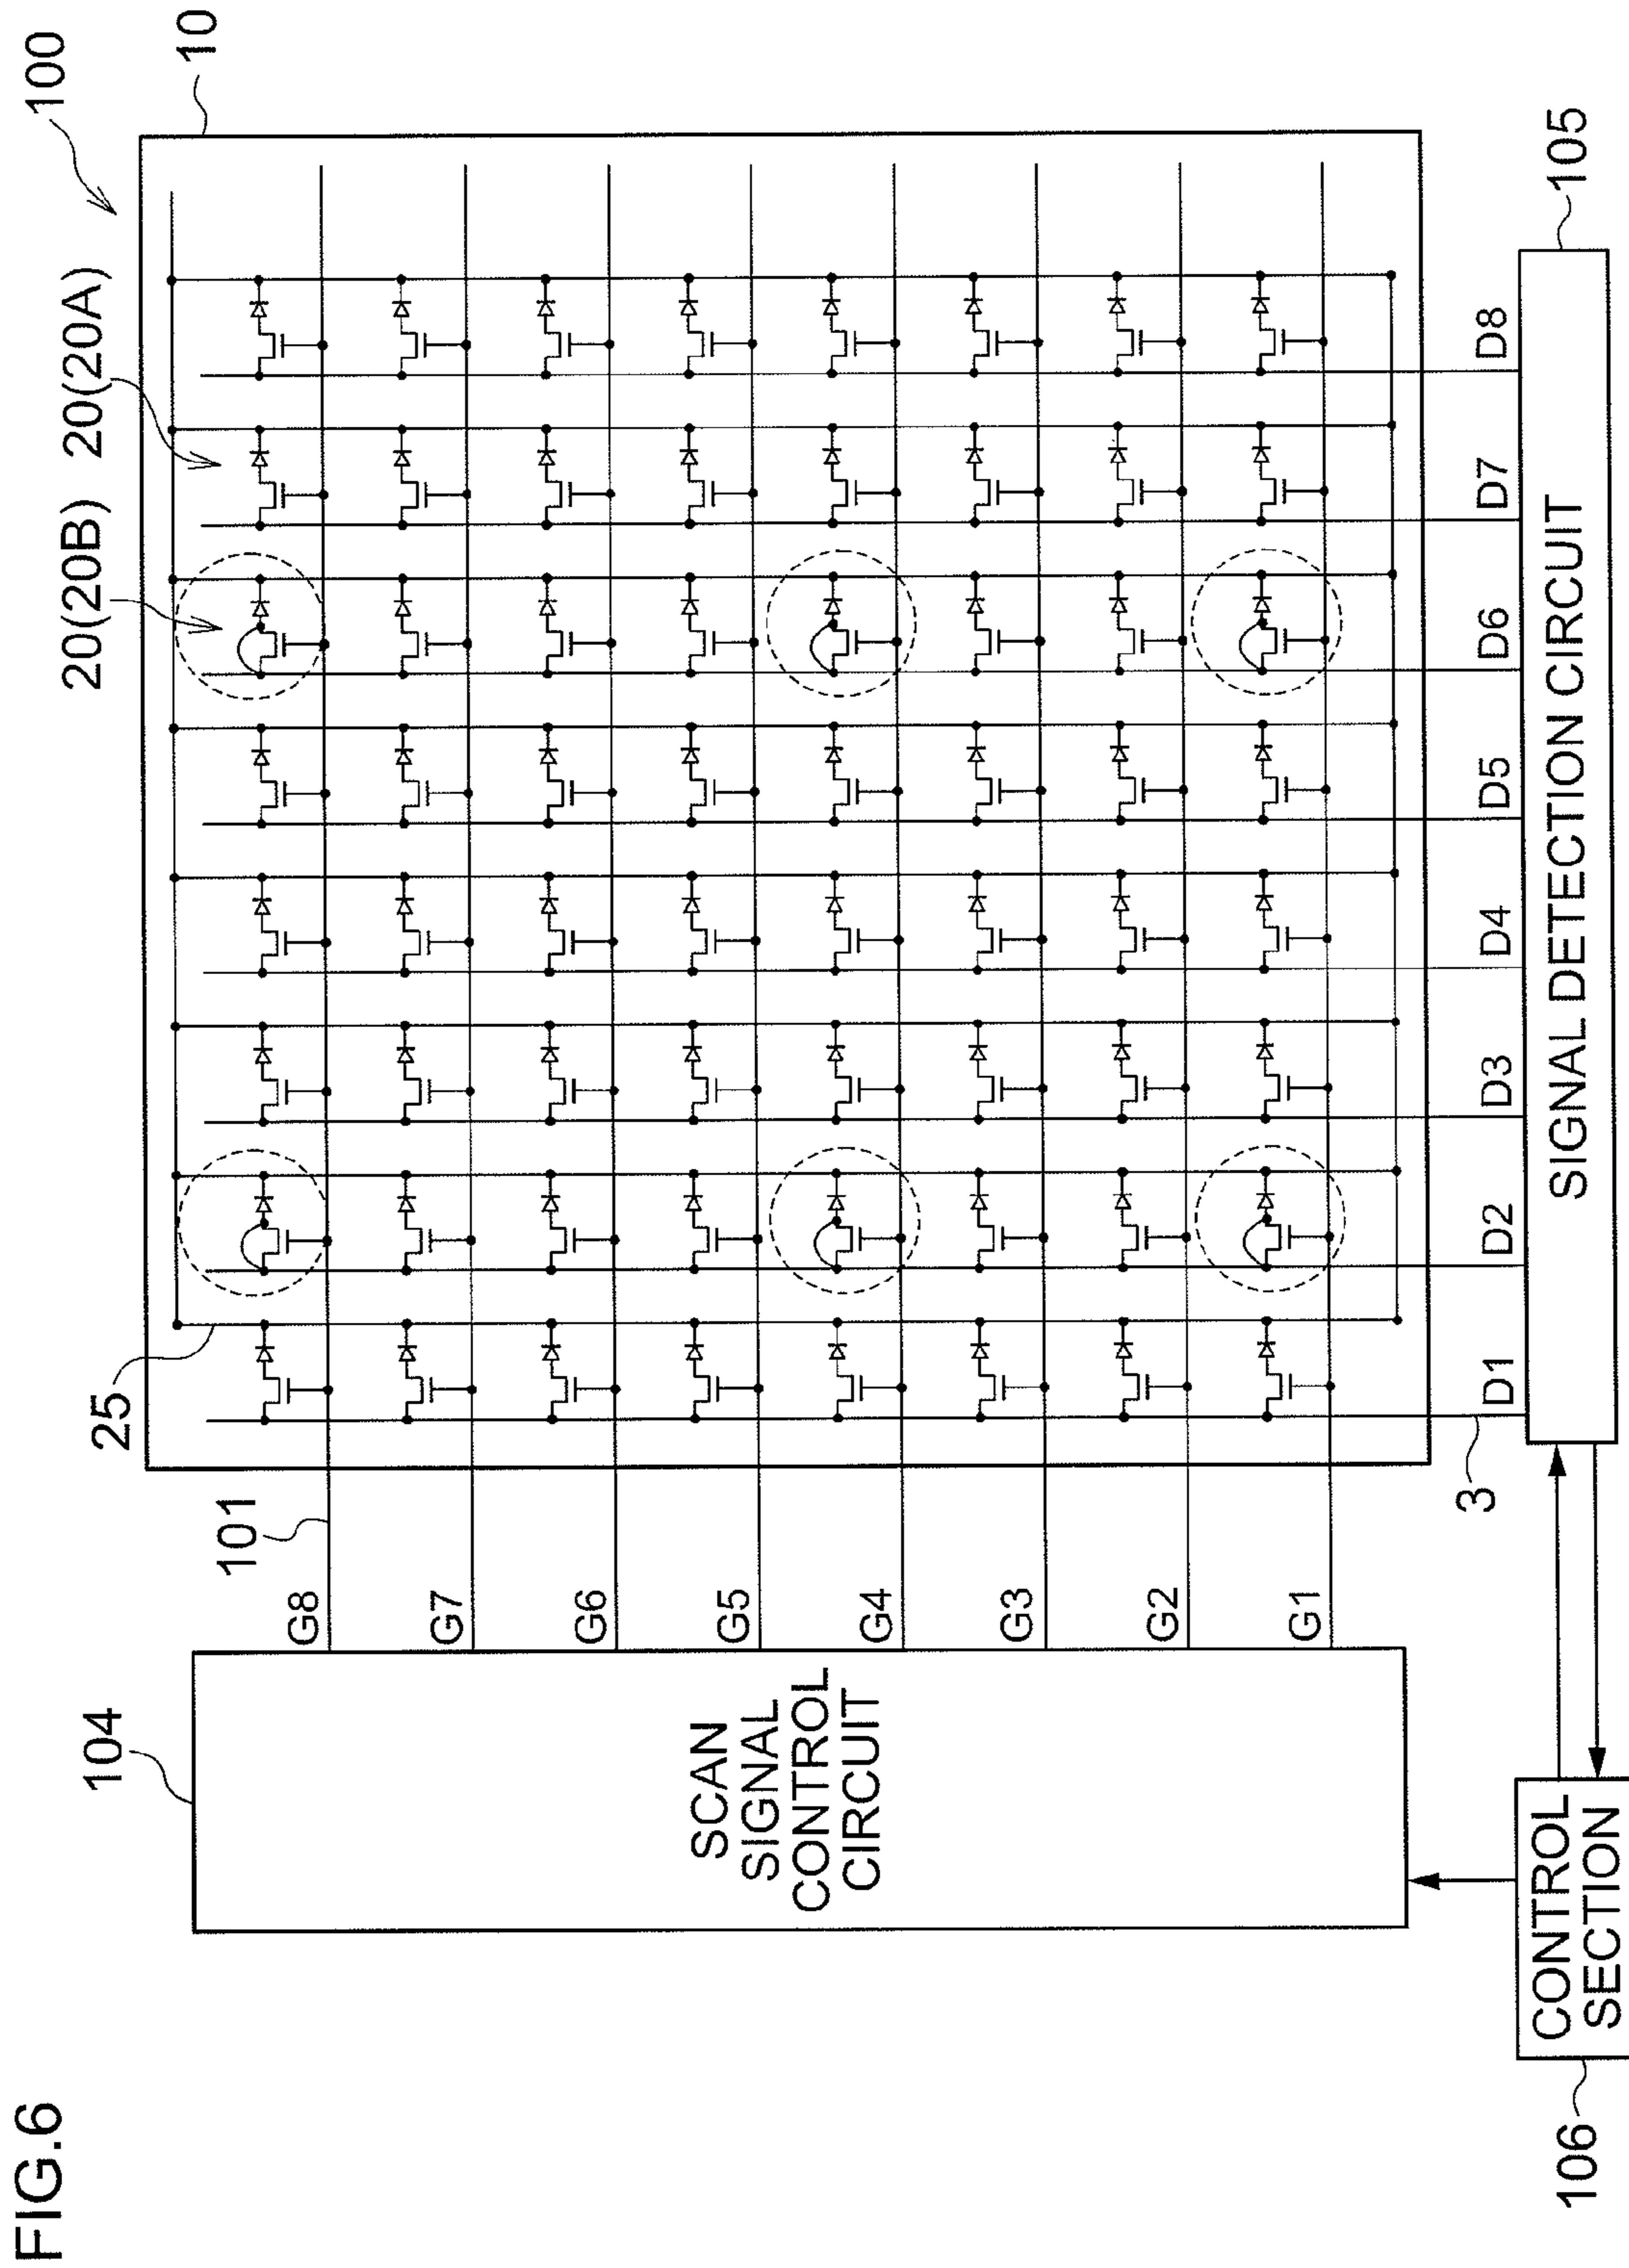 FIG.6
100
10
20(20B)
20(20A)
25
104
101
SCAN
SIGNAL
CONTROL
CIRCUIT
G8
G7
G6
G5
G4
G3
G2
G1
3
D1
D2
D3
D4
D5
D6
D7
D8
105
SIGNAL DETECTION CIRCUIT
106
CONTROL
SECTION